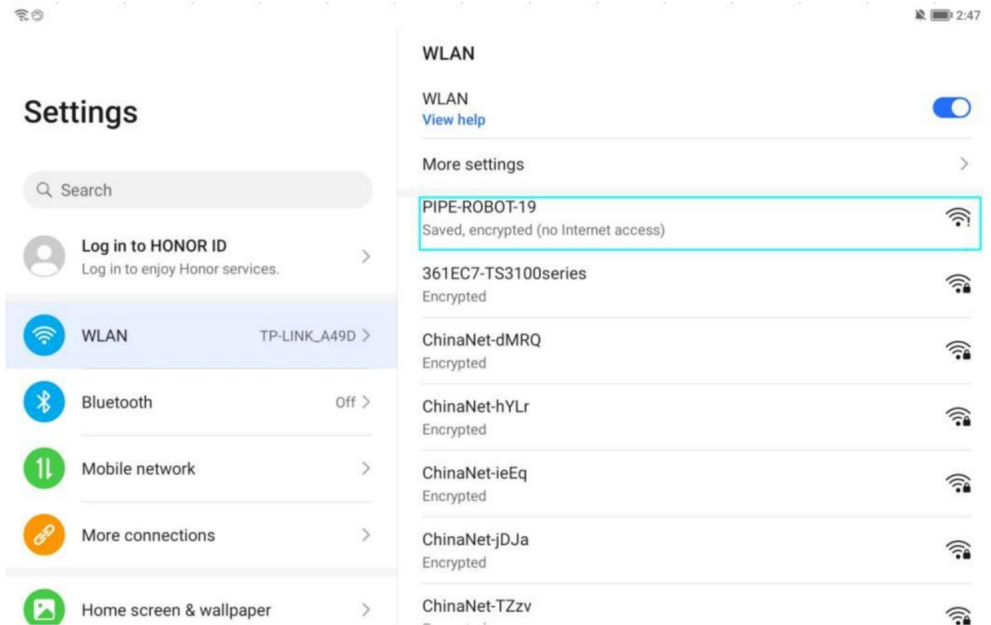 2:47
Settings
Search
Log in to HONOR ID
Log in to enjoy Honor services.
WLAN TP-LINK_A49D
Bluetooth Off
Mobile network
More connections
Home screen & wallpaper
WLAN
WLAN
View help
More settings
PIPE-ROBOT-19
Saved, encrypted (no Internet access)
361EC7-TS3100series
Encrypted
ChinaNet-dMRQ
Encrypted
ChinaNet-hYLr
Encrypted
ChinaNet-ieEq
Encrypted
ChinaNet-jDJa
Encrypted
ChinaNet-TZzv